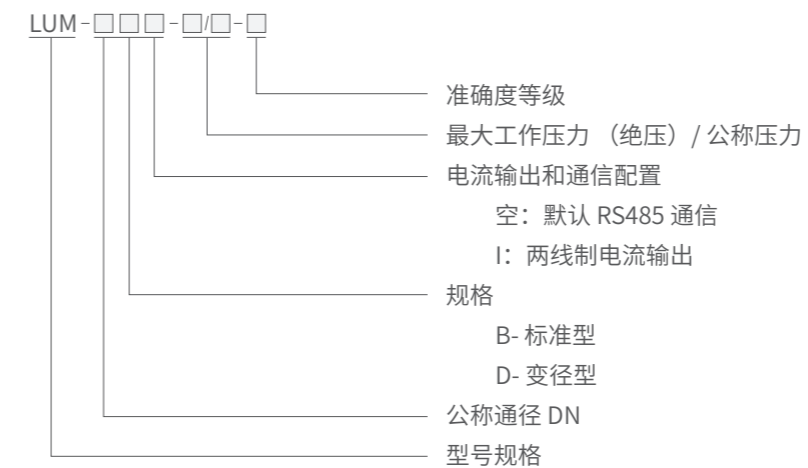 LUM-□□□-□/□-□
准确度等级
最大工作压力 （绝压）/ 公称压力
电流输出和通信配置
空：默认 RS485 通信
I：两线制电流输出
规格
B- 标准型
D- 变径型
公称通径 DN
型号规格